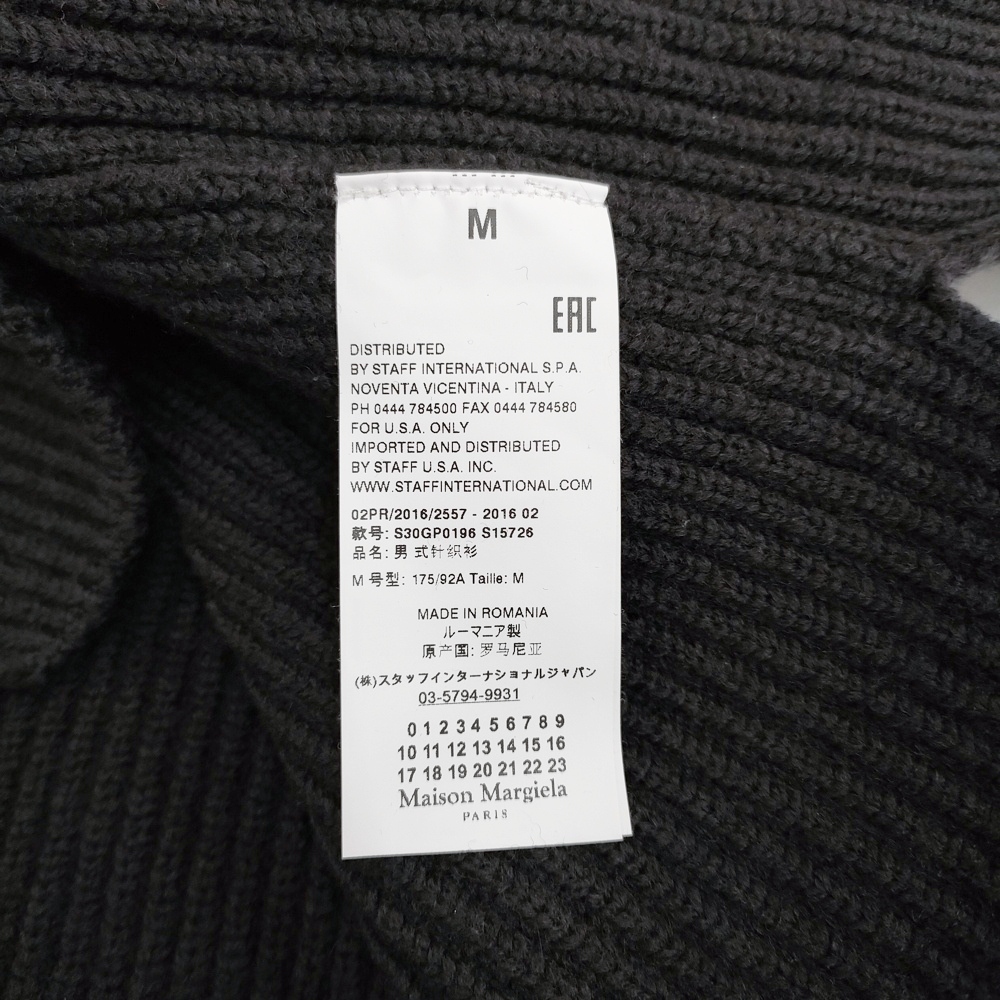 M
EAC
DISTRIBUTED
BY STAFF INTERNATIONAL S.P.A.
NOVENTA VICENTINA - ITALY
PH 0444 784500 FAX 0444 784580
FOR U.S.A. ONLY
IMPORTED AND DISTRIBUTED
BY STAFF U.S.A. INC.
WWW.STAFFINTERNATIONAL.COM
02PR/2016/2557 - 2016 02
款号: S30GP0196 S15726
品名: 男 式针织衫
M 号型: 175/92A Taille: M
MADE IN ROMANIA
ルーマニア製
原产国: 罗马尼亚
(株)スタッフインターナショナルジャパン
03-5794-9931
0 1 2 3 4 5 6 7 8 9
10 11 12 13 14 15 16
17 18 19 20 21 22 23
Maison Margiela
PARIS